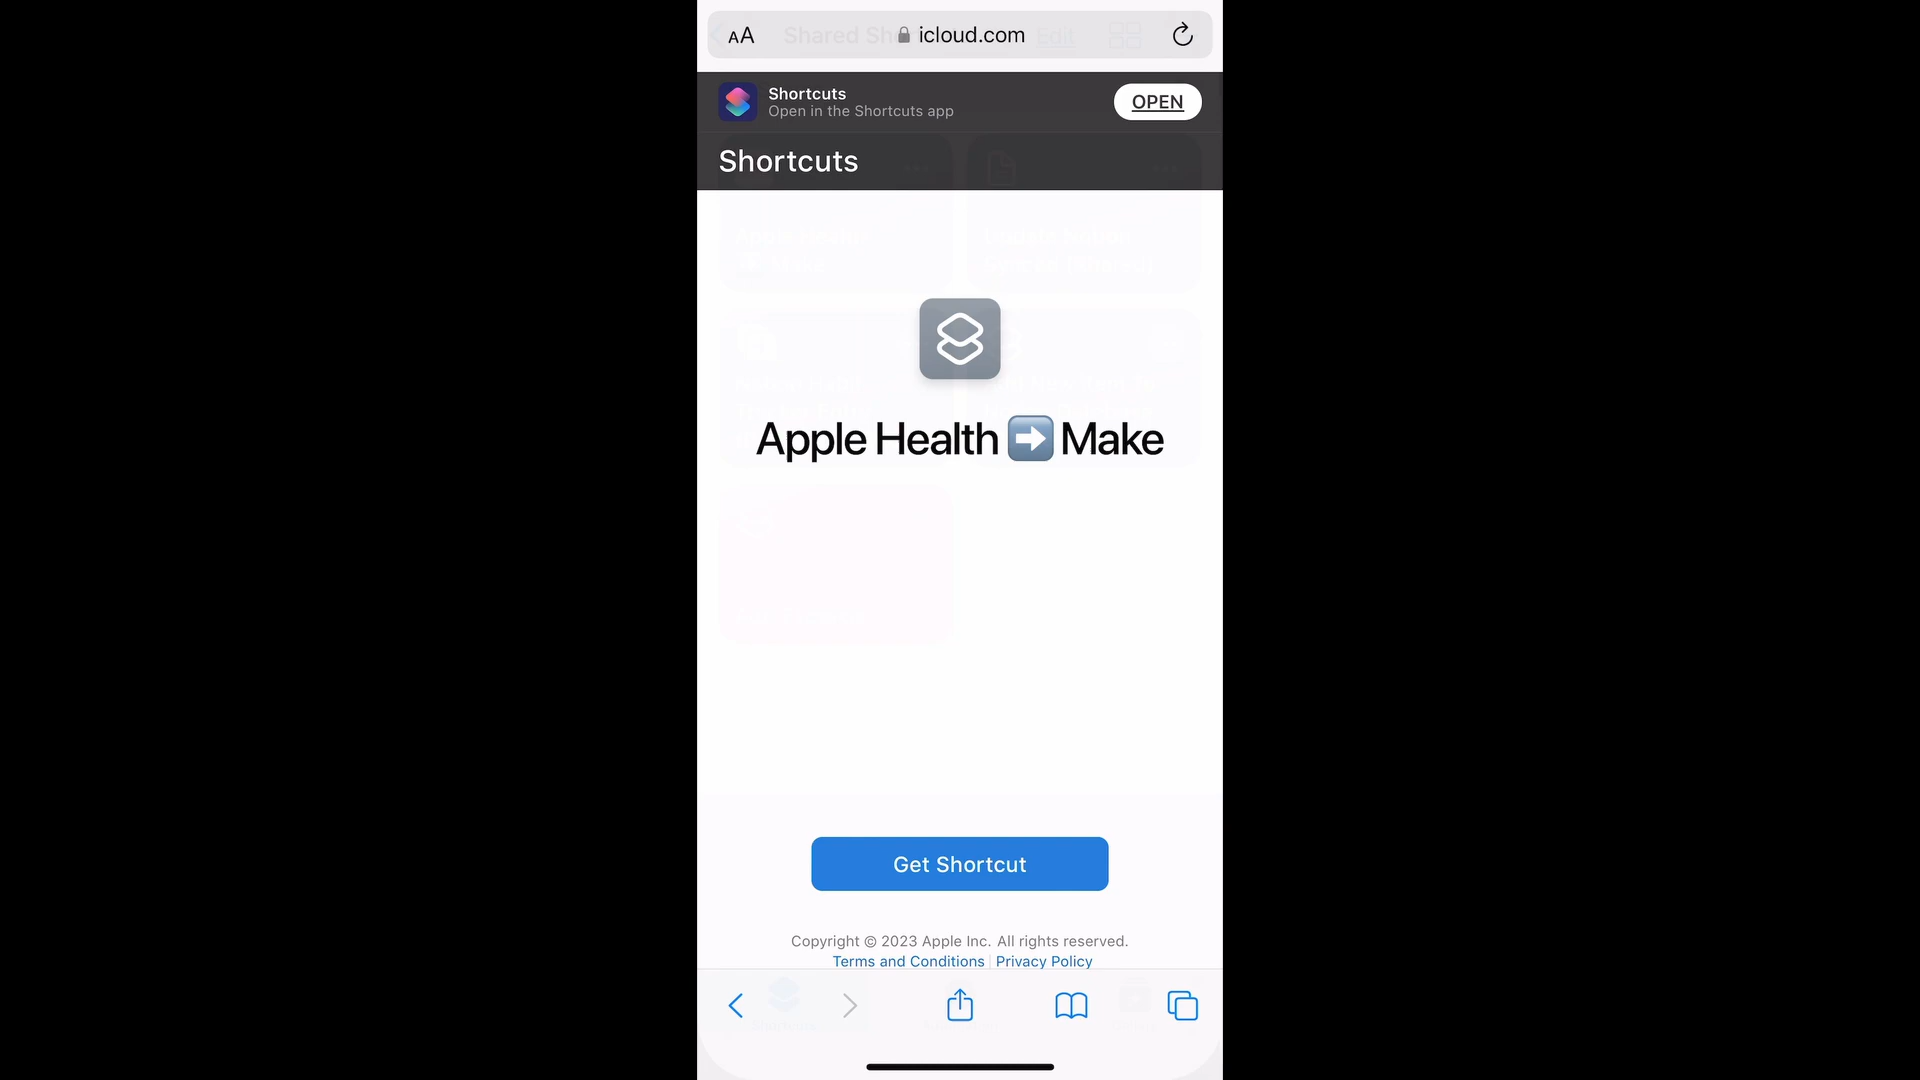 AA Shared Sh icloud.com Edit
Shortcuts
Open in the Shortcuts app
OPEN
Shortcuts
Apple Health ➡️ Make
Get Shortcut
Copyright © 2023 Apple Inc. All rights reserved.
Terms and Conditions | Privacy Policy